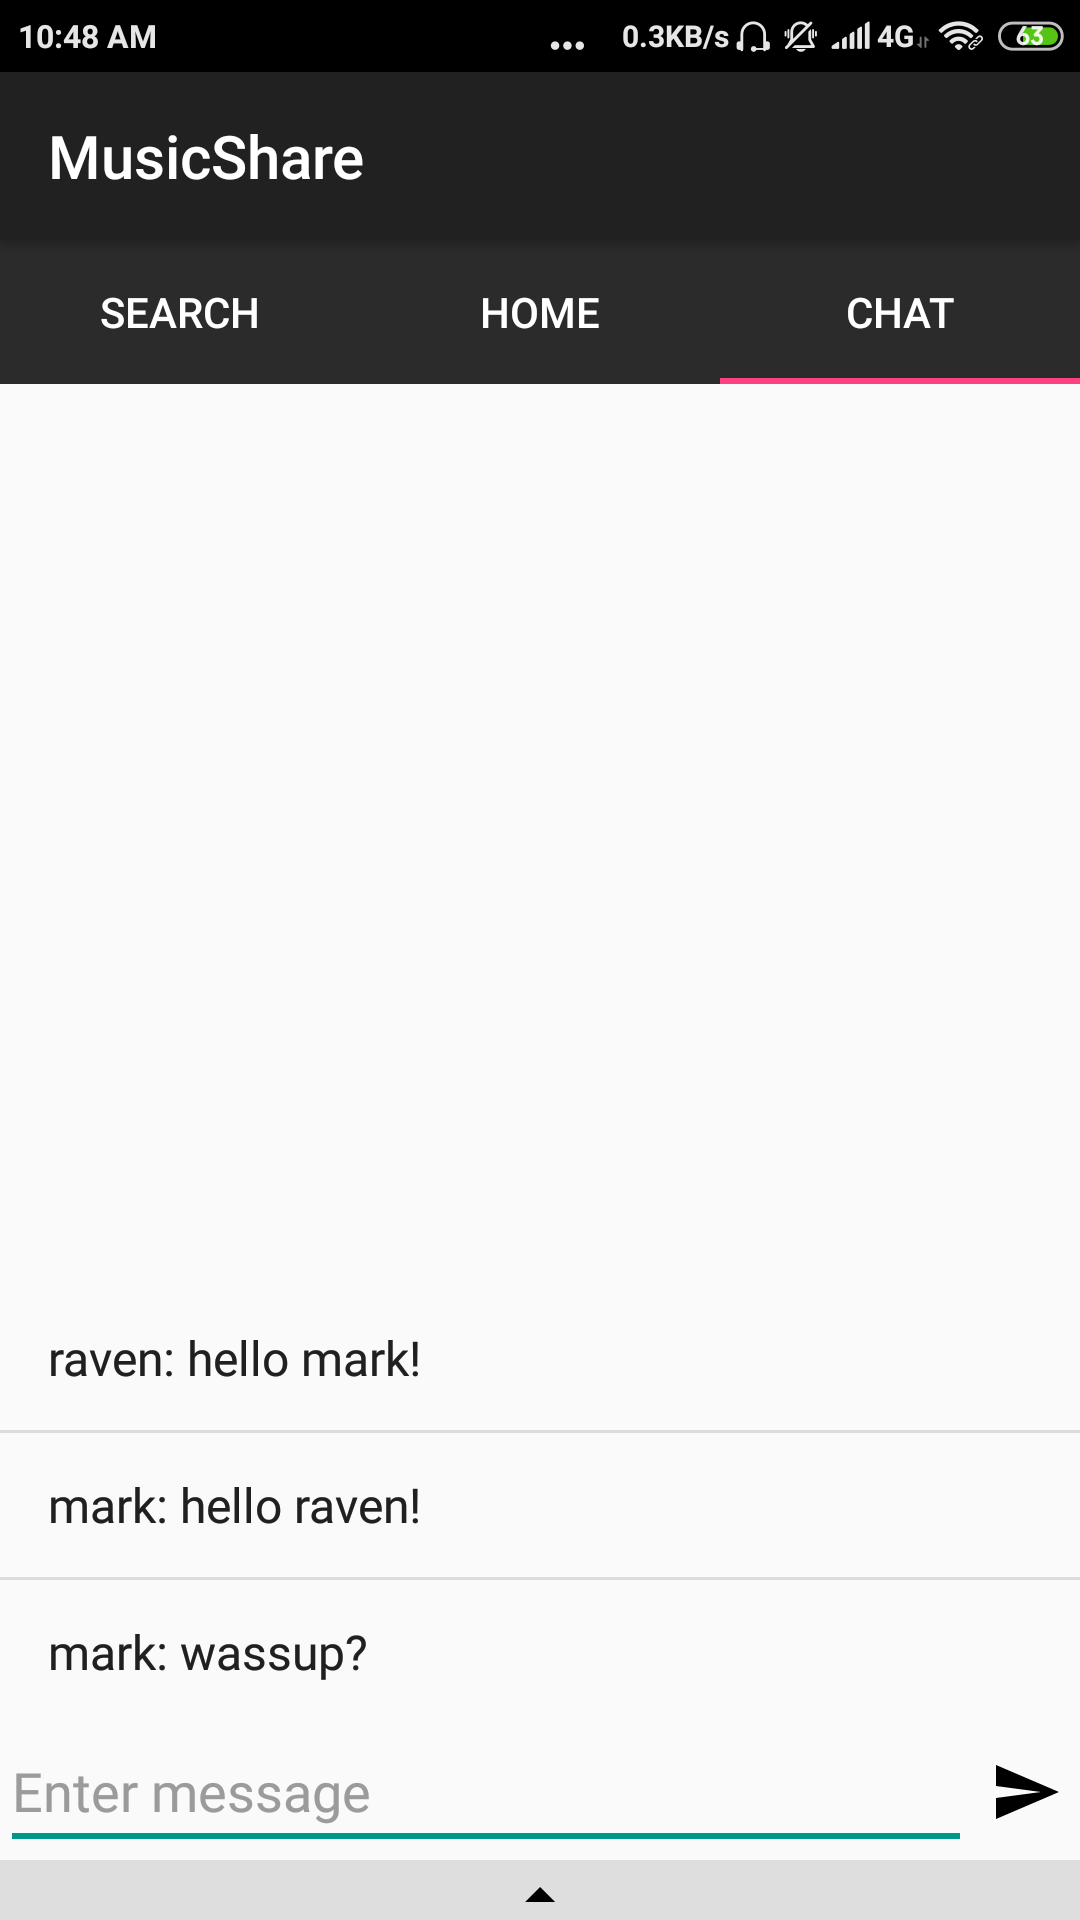 10:48 AM ... 0.3KB/s 4G 63
MusicShare
SEARCH HOME CHAT
raven: hello mark!
mark: hello raven!
mark: wassup?
Enter message